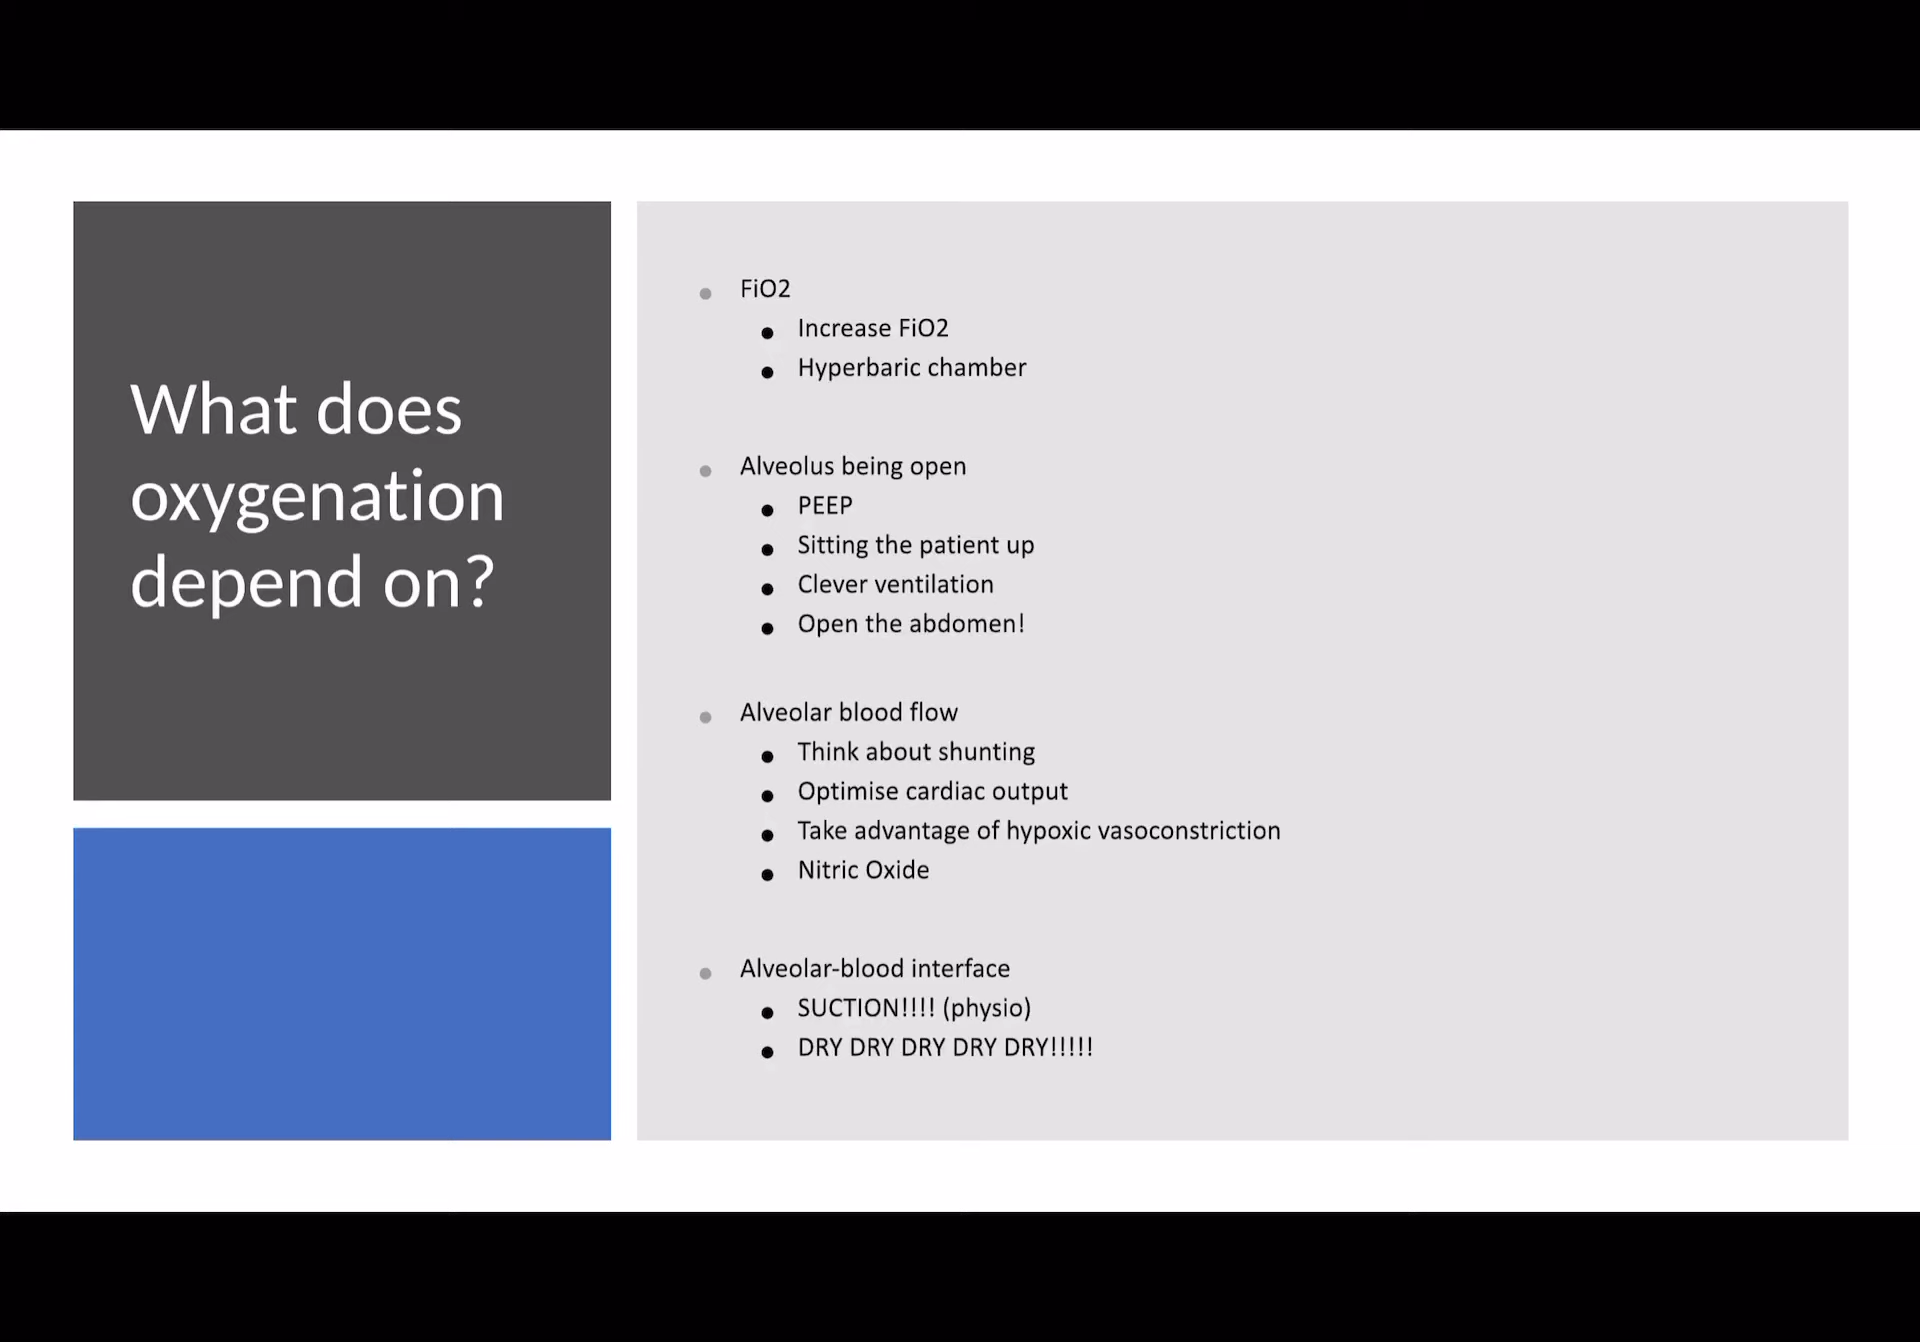 What does
oxygenation
depend on?
FiO2
Increase FiO2
Hyperbaric chamber
Alveolus being open
PEEP
Sitting the patient up
Clever ventilation
Open the abdomen!
Alveolar blood flow
Think about shunting
Optimise cardiac output
Take advantage of hypoxic vasoconstriction
Nitric Oxide
Alveolar-blood interface
SUCTION!!!! (physio)
DRY DRY DRY DRY DRY!!!!!